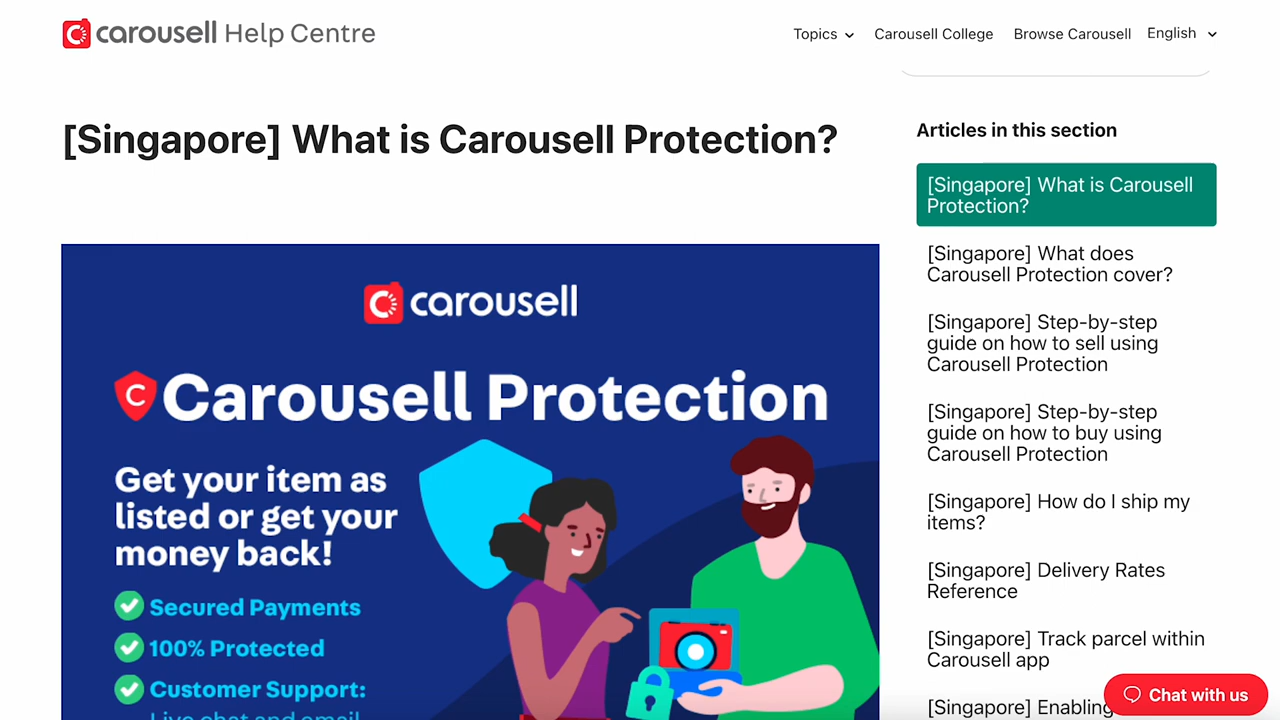 carousell Help Centre
Topics
Carousell College
Browse Carousell
English
[Singapore] What is Carousell Protection?
carousell
Carousell Protection
Get your item as
listed or get your
money back!
Secured Payments
100% Protected
Customer Support:
Live chat and email
Articles in this section
[Singapore] What is Carousell
Protection?
[Singapore] What does
Carousell Protection cover?
[Singapore] Step-by-step
guide on how to sell using
Carousell Protection
[Singapore] Step-by-step
guide on how to buy using
Carousell Protection
[Singapore] How do I ship my
items?
[Singapore] Delivery Rates
Reference
[Singapore] Track parcel within
Carousell app
[Singapore] Enabling
Chat with us